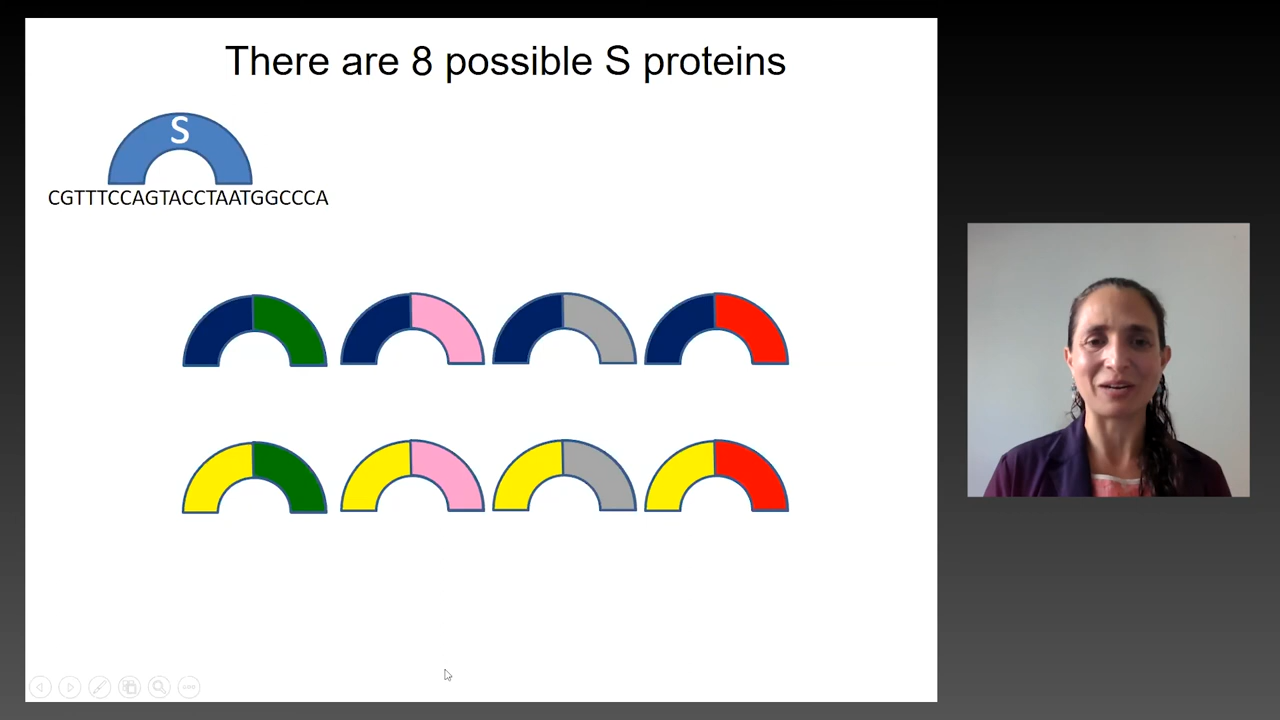 There are 8 possible S proteins
S
CGTTTCCAGTACCTAATGGCCCA